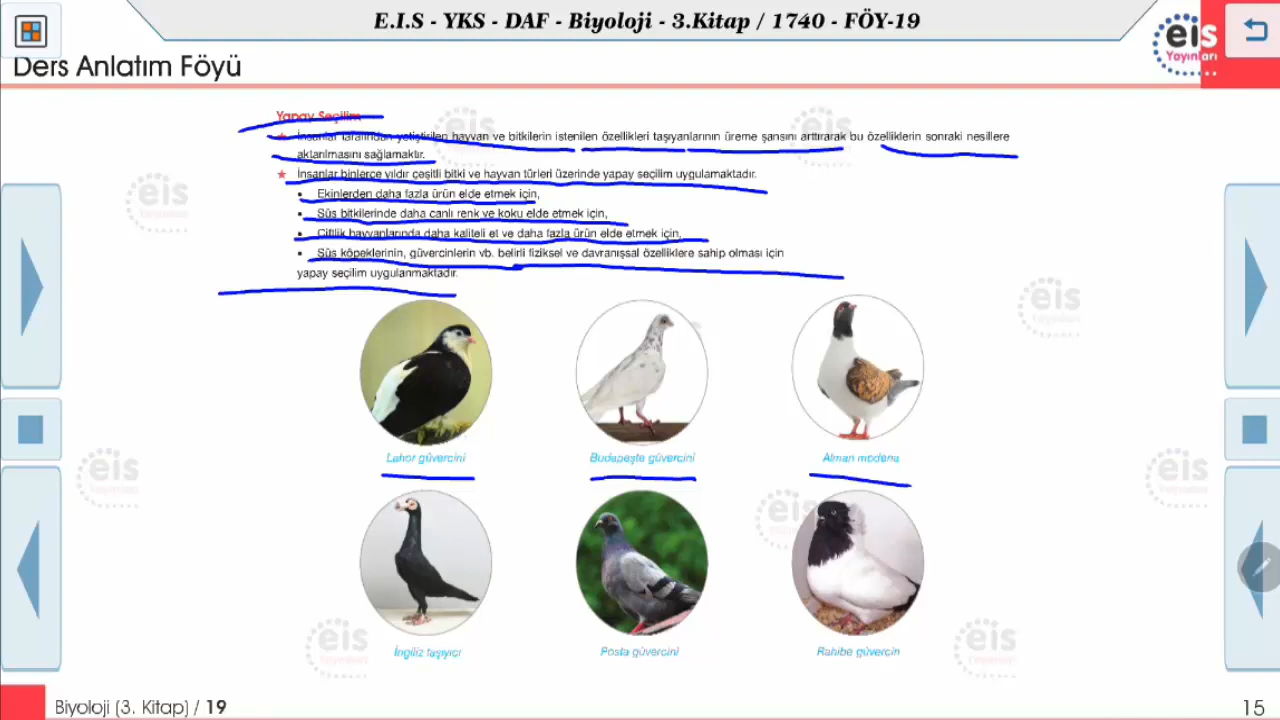 E.I.S - YKS - DAF - Biyoloji - 3.Kitap / 1740 - FÖY-19
eis
Yayınları
Ders Anlatım Föyü
Yapay Seçilim
İnsanlar tarafından yetiştirilen hayvan ve bitkilerin istenilen özellikleri taşıyanlarının üreme şansını arttırarak bu özelliklerin sonraki nesillere
aktarılmasını sağlamaktır.
İnsanlar binlerce yıldır çeşitli bitki ve hayvan türleri üzerinde yapay seçilim uygulamaktadır.
• Ekinlerden daha fazla ürün elde etmek için,
• Süs bitkilerinde daha canlı renk ve koku elde etmek için,
• Çiftlik hayvanlarında daha kaliteli et ve daha fazla ürün elde etmek için,
• Süs köpeklerinin, güvercinlerin vb. belirli fiziksel ve davranışsal özelliklere sahip olması için
yapay seçilim uygulanmaktadır.
Lahor güvercini
Budapeşte güvercini
Alman modena
İngiliz taşıyıcı
Posta güvercini
Rahibe güvercin
Biyoloji (3. Kitap) / 19
15